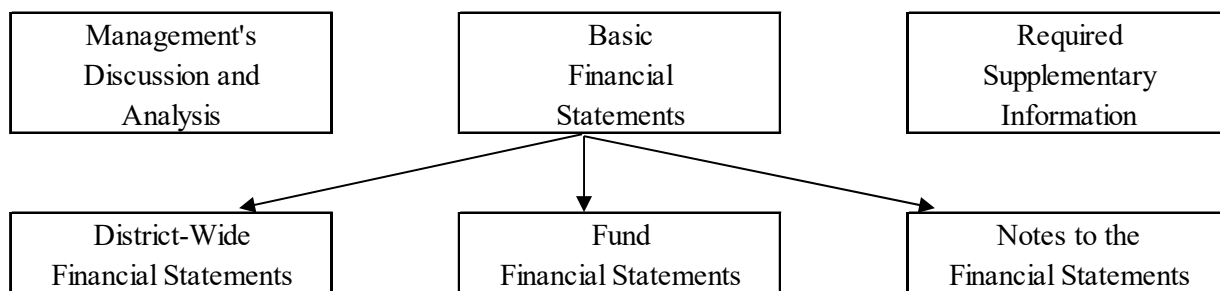 Management's
Discussion and
Analysis
Basic
Financial
Statements
Required
Supplementary
Information
District-Wide
Financial Statements
Fund
Financial Statements
Notes to the
Financial Statements